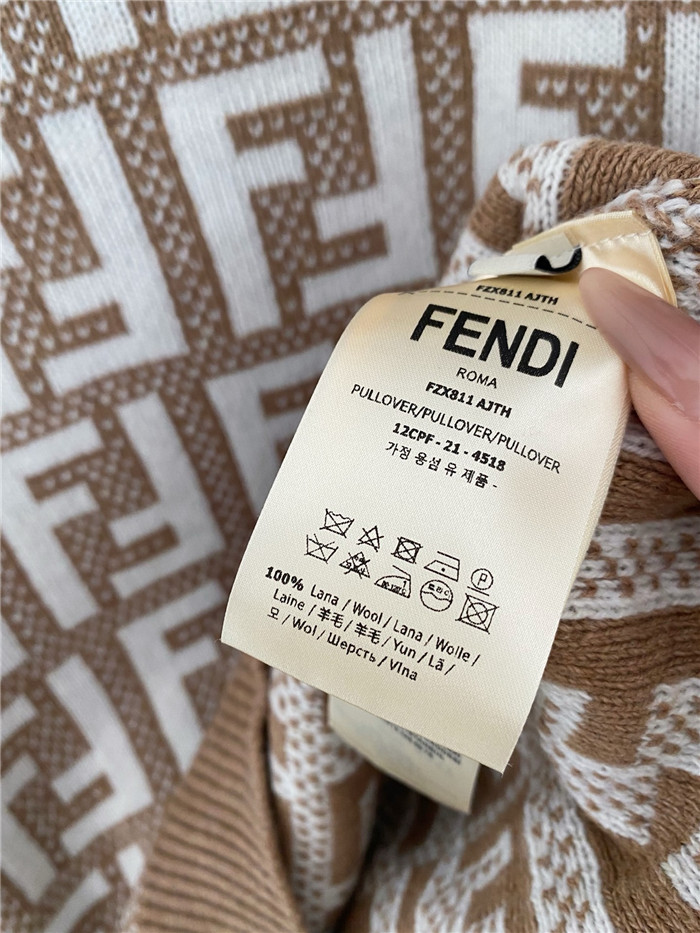 FZX811 AJTH
FENDI
ROMA
FZX811 AJTH
PULLOVER/PULLOVER/PULLOVER
12CPF - 21 - 4518
가정 용섬 유 제품 -
P
100% Lana / Wool / Lana / Wolle /
Laine / 羊毛 / 羊毛 / Yun / Lã /
모 / Wol / Шерсть / Vlna